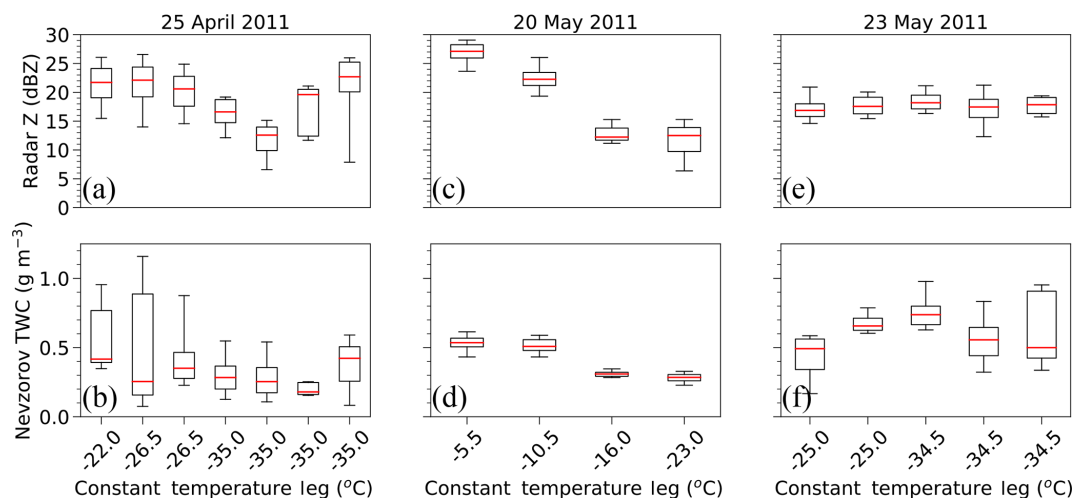 25 April 2011
20 May 2011
23 May 2011
Radar Z (dBZ)
30
25
20
15
10
5
0
(a)
(c)
(e)
Nevzorov TWC (g m−3)
1.0
0.5
0.0
(b)
(d)
(f)
-22.0 -26.5 -26.5 -35.0 -35.0 -35.0 -35.0
-5.5 -10.5 -16.0 -23.0
-25.0 -25.0 -34.5 -34.5 -34.5
Constant temperature leg (oC)
Constant temperature leg (oC)
Constant temperature leg (oC)